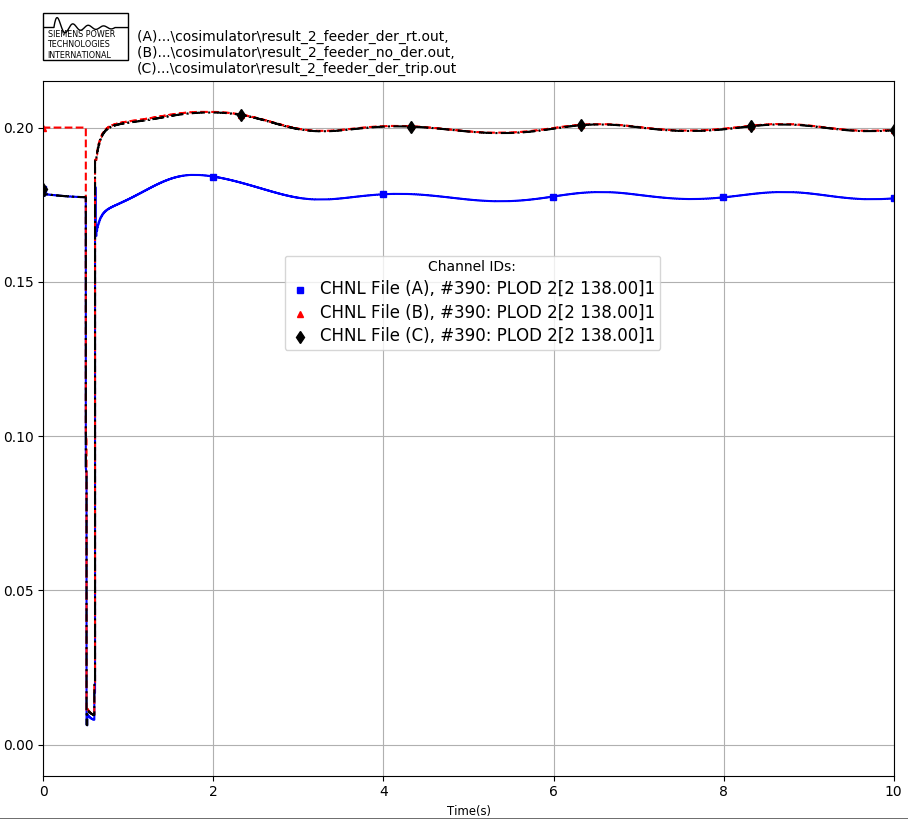 SIEMENS POWER
TECHNOLOGIES
INTERNATIONAL
(A)...\cosimulator\result_2_feeder_der_rt.out,
(B)...\cosimulator\result_2_feeder_no_der.out,
(C)...\cosimulator\result_2_feeder_der_trip.out
0.20
0.15
Channel IDs:
CHNL File (A), #390: PLOD 2[2 138.00]1
CHNL File (B), #390: PLOD 2[2 138.00]1
CHNL File (C), #390: PLOD 2[2 138.00]1
0.10
0.05
0.00
0 2 4 6 8 10
Time(s)